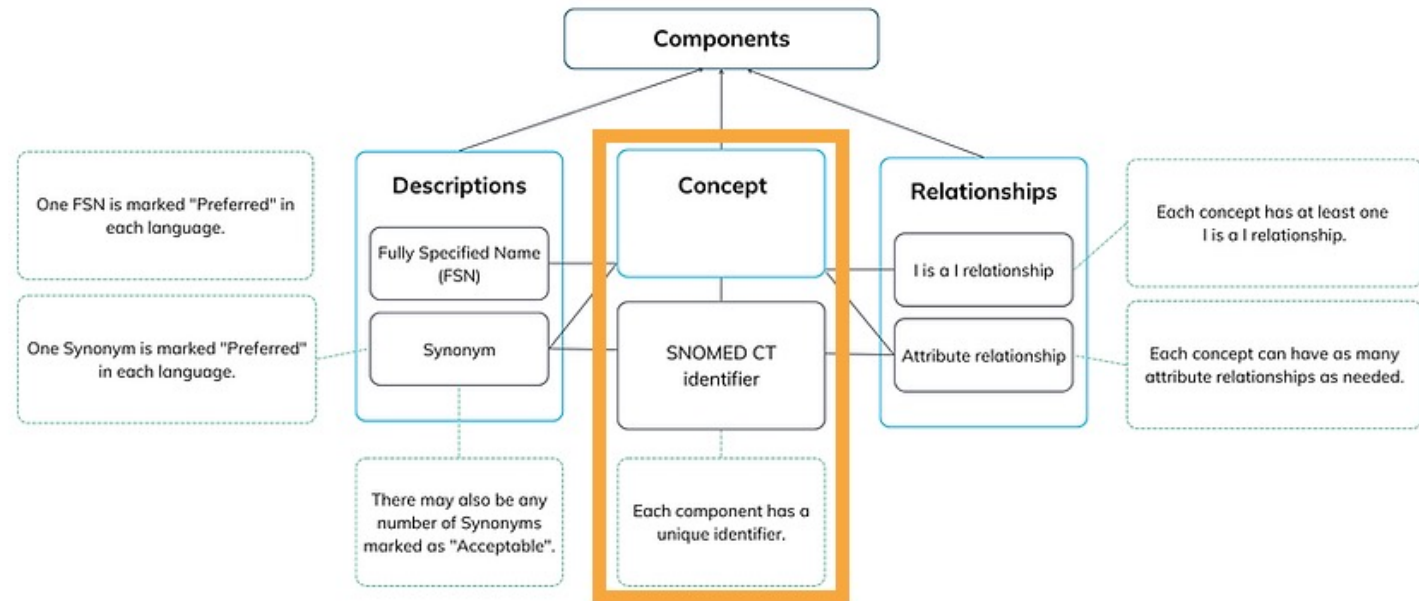 Components
One FSN is marked "Preferred" in
each language.
One Synonym is marked "Preferred"
in each language.
Descriptions
Fully Specified Name
(FSN)
Synonym
There may also be any
number of Synonyms
marked as "Acceptable".
Concept
SNOMED CT
identifier
Each component has a
unique identifier.
Relationships
I is a I relationship
Attribute relationship
Each concept has at least one
I is a I relationship.
Each concept can have as many
attribute relationships as needed.